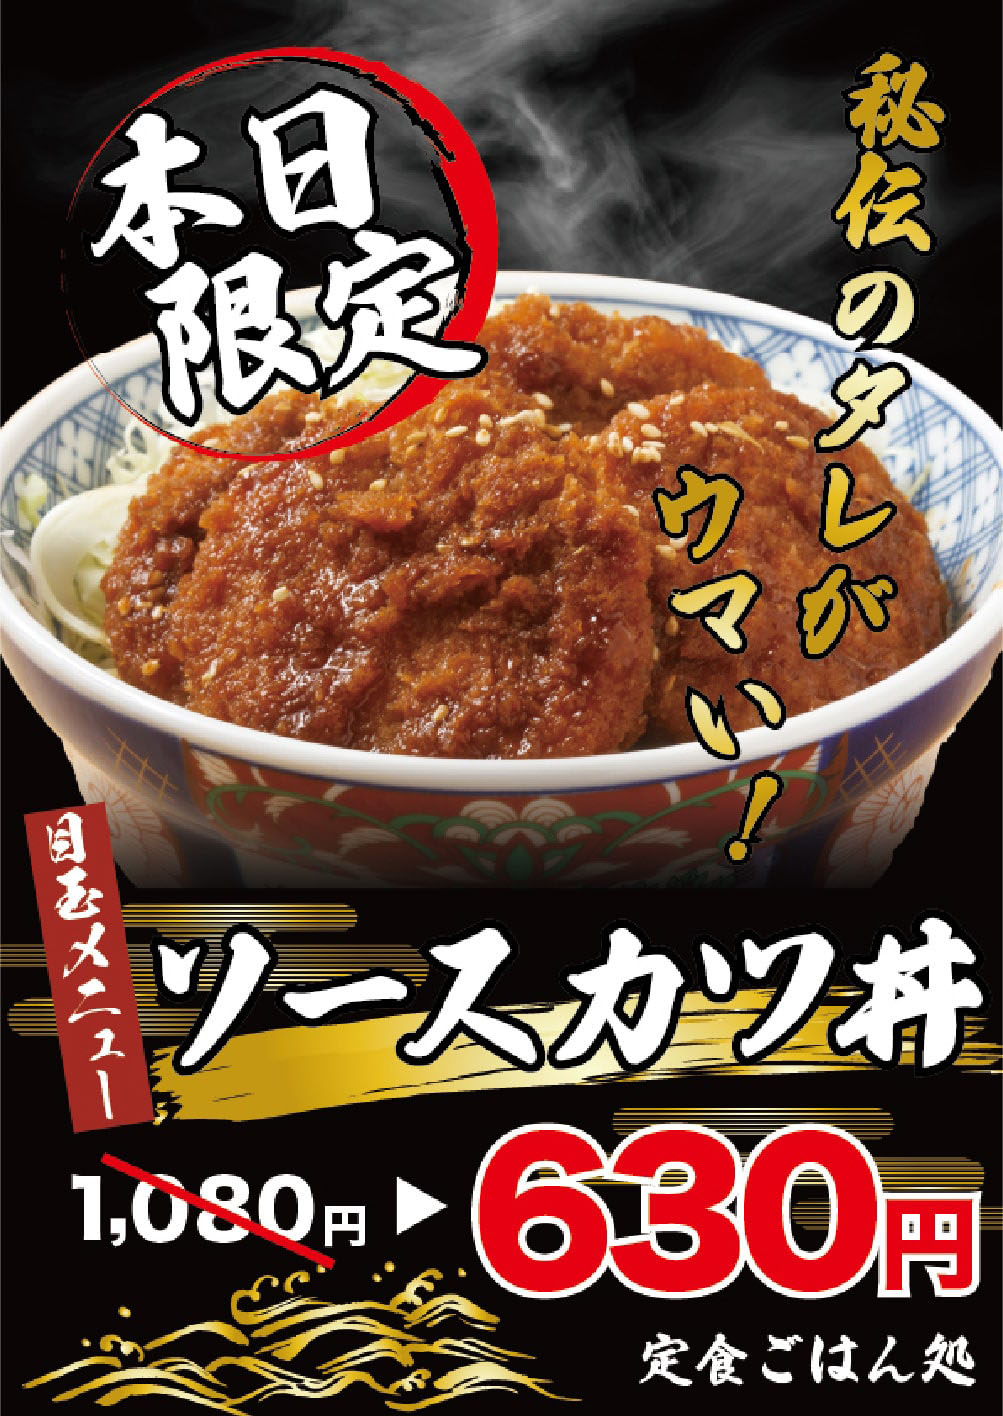 本日
限定
秘伝のタレが
ウマい!
目玉メニュー
ソースカツ丼
1,080円▶630円
定食ごはん処